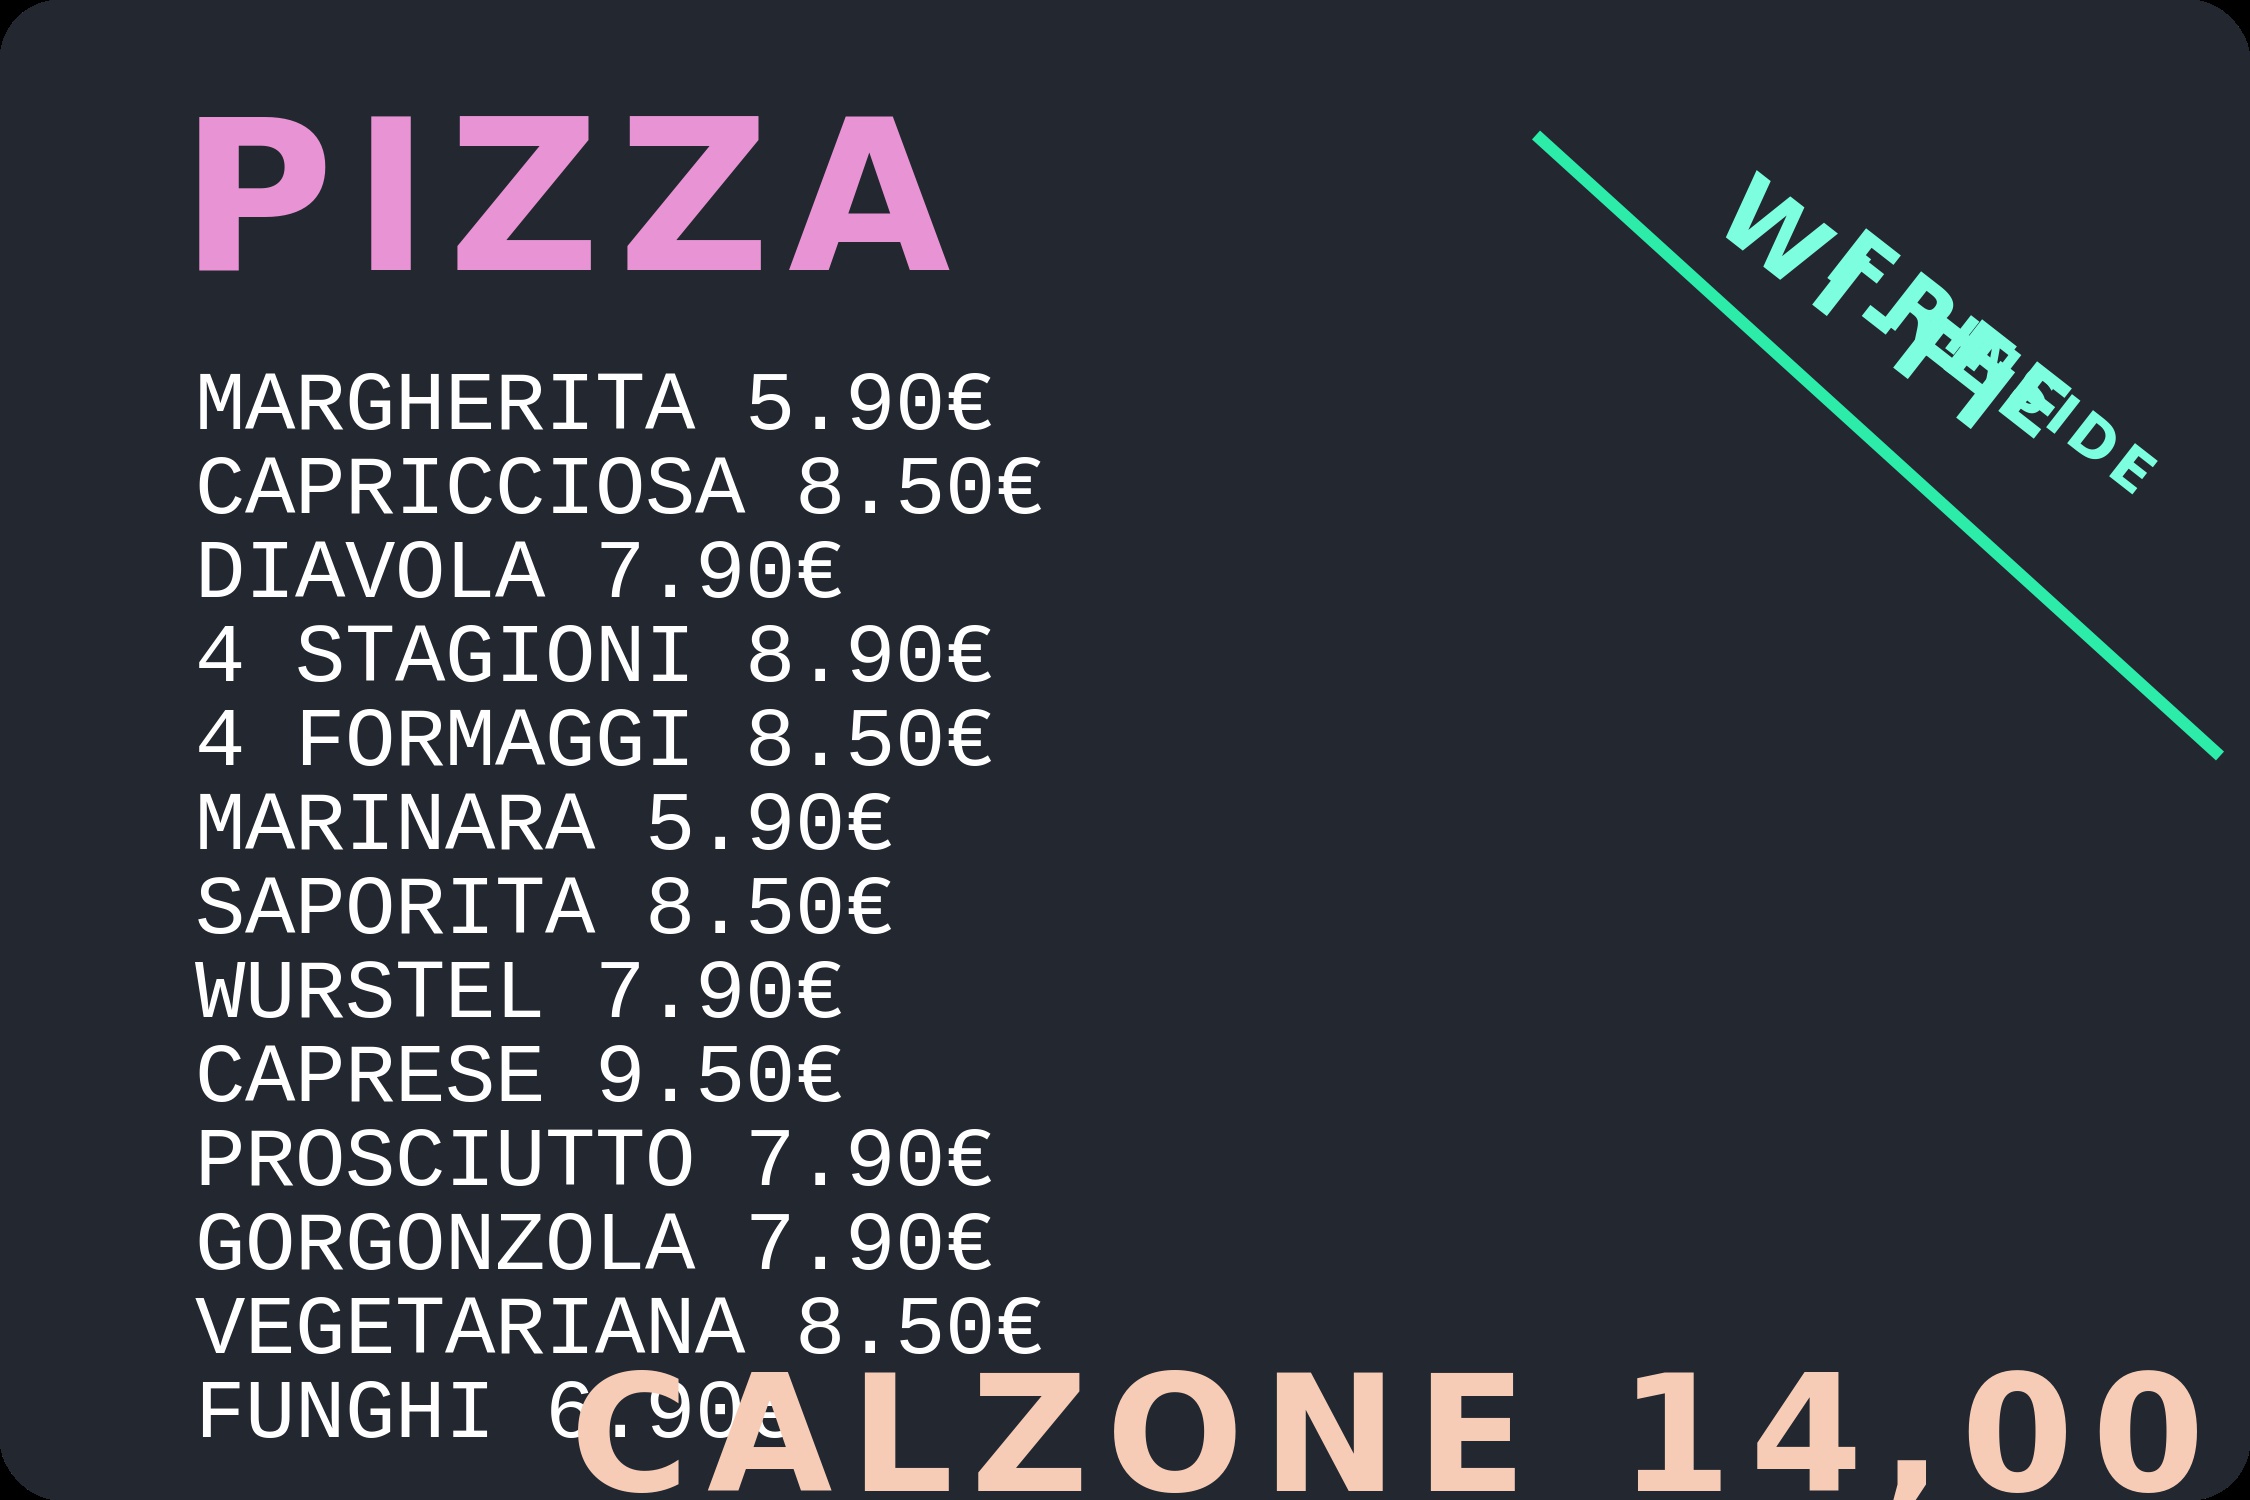 PIZZA
MARGHERITA 5.90€
CAPRICCIOSA 8.50€
DIAVOLA 7.90€
4 STAGIONI 8.90€
4 FORMAGGI 8.50€
MARINARA 5.90€
SAPORITA 8.50€
WURSTEL 7.90€
CAPRESE 9.50€
PROSCIUTTO 7.90€
GORGONZOLA 7.90€
VEGETARIANA 8.50€
FUNGHI 6.90€
CALZONE 14,00